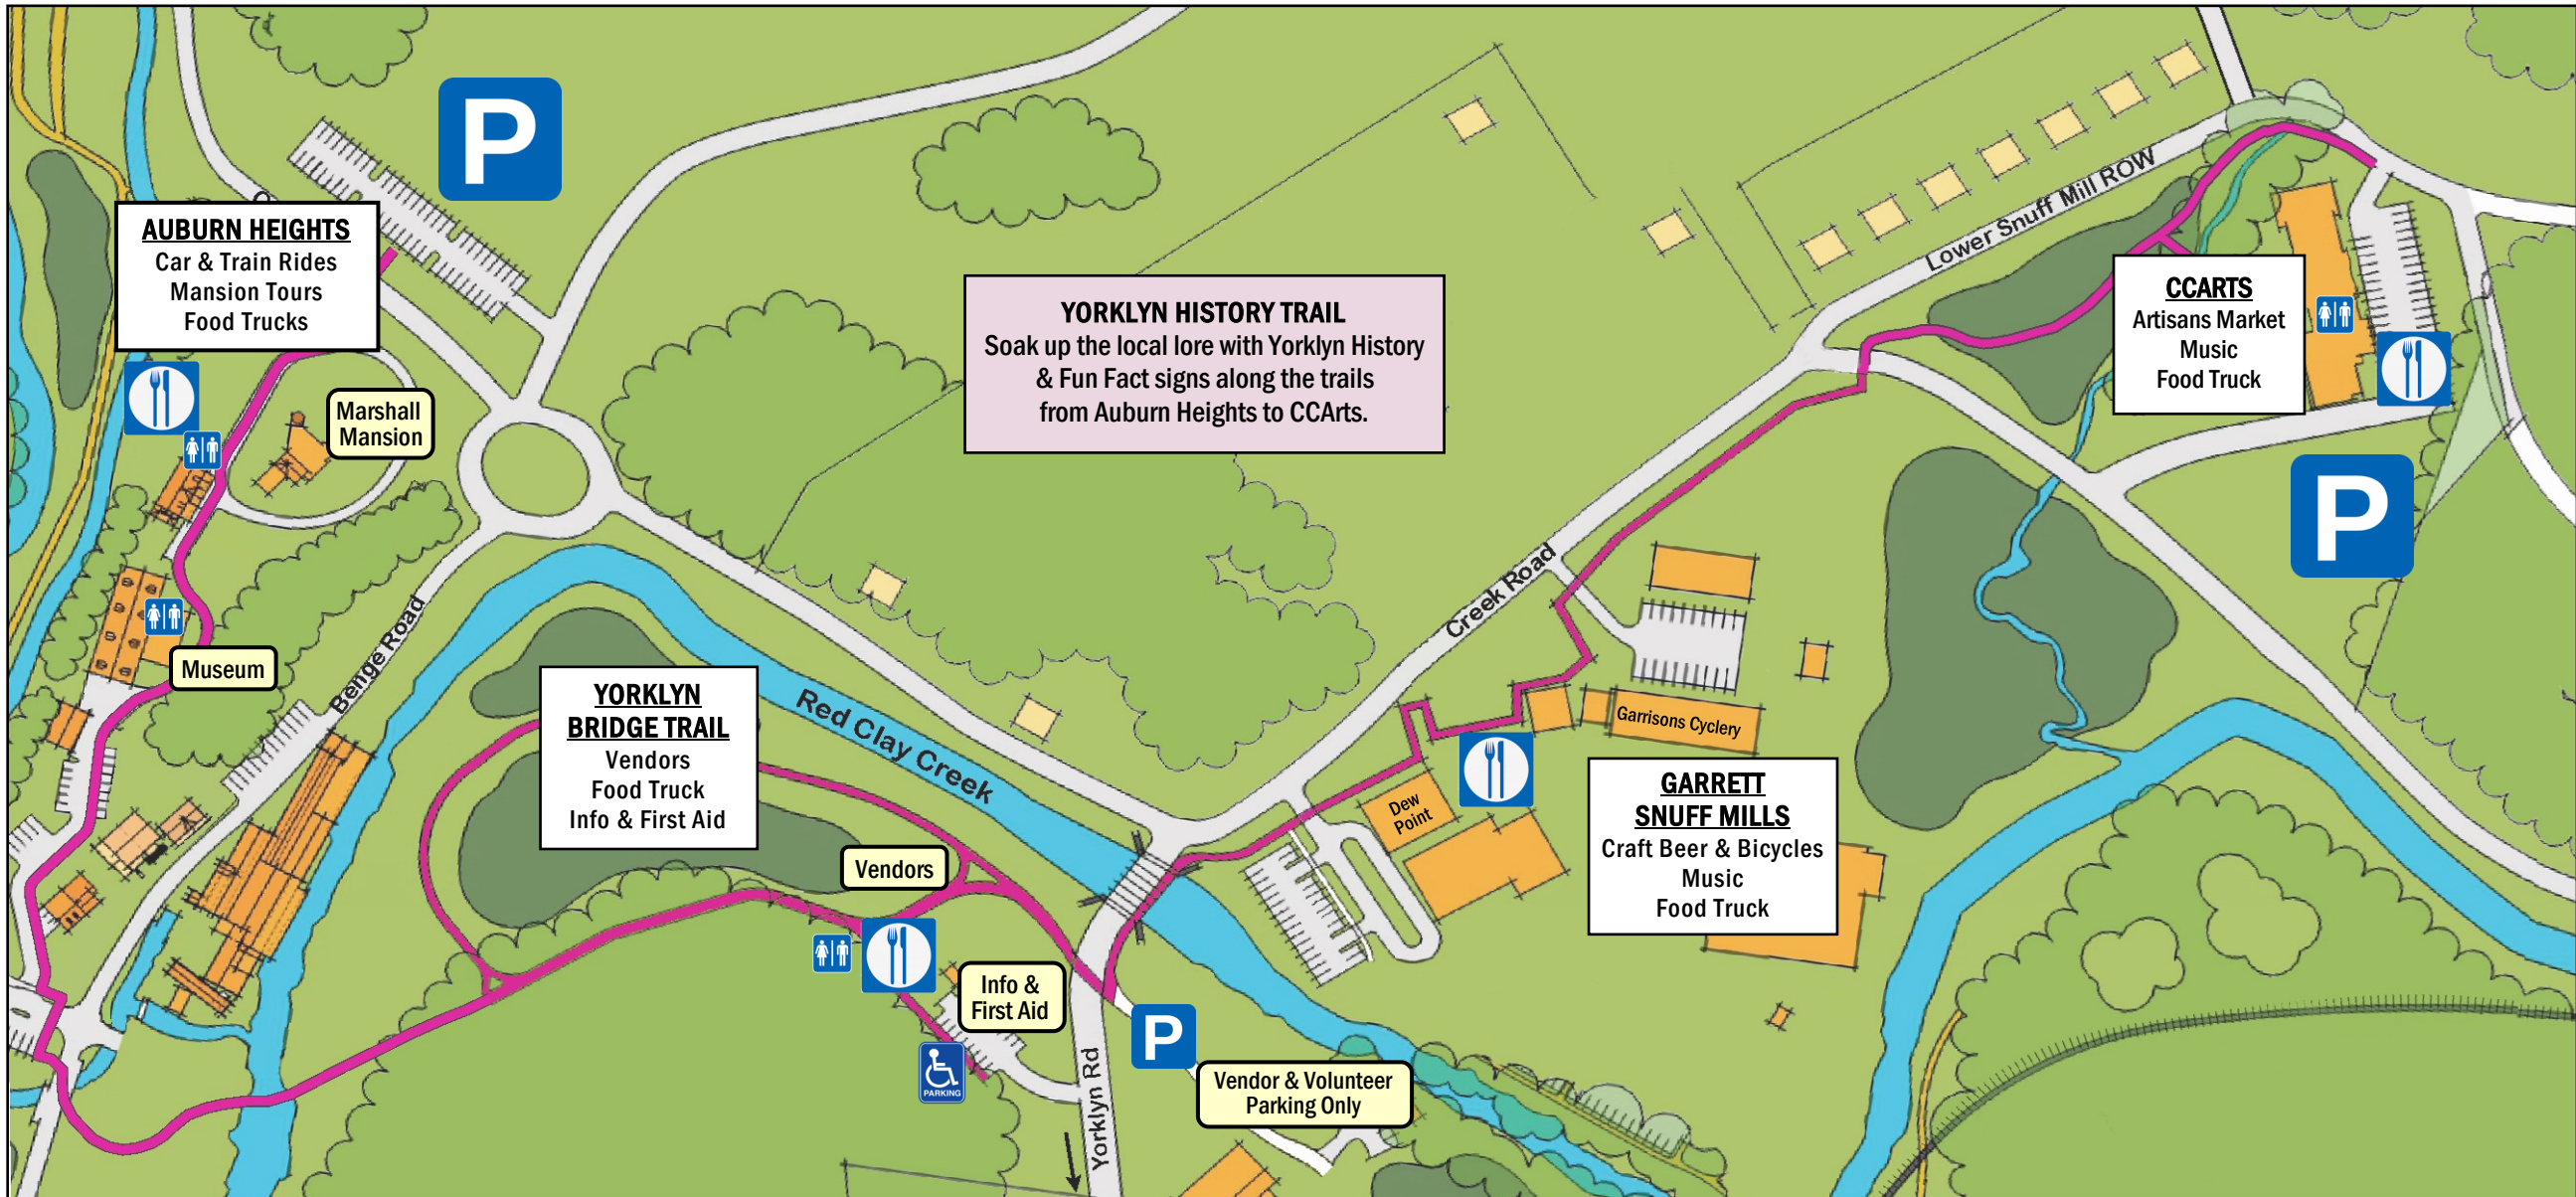 P
AUBURN HEIGHTS
Car & Train Rides
Mansion Tours
Food Trucks
Marshall
Mansion
Museum
Benge Road
YORKLYN HISTORY TRAIL
Soak up the local lore with Yorklyn History
& Fun Fact signs along the trails
from Auburn Heights to CCArts.
Lower Snuff Mill ROW
CCARTS
Artisans Market
Music
Food Truck
P
Creek Road
Garrisons Cyclery
Dew
Point
GARRETT
SNUFF MILLS
Craft Beer & Bicycles
Music
Food Truck
YORKLYN
BRIDGE TRAIL
Vendors
Food Truck
Info & First Aid
Red Clay Creek
Vendors
Info &
First Aid
PARKING
Yorklyn Rd
P
Vendor & Volunteer
Parking Only